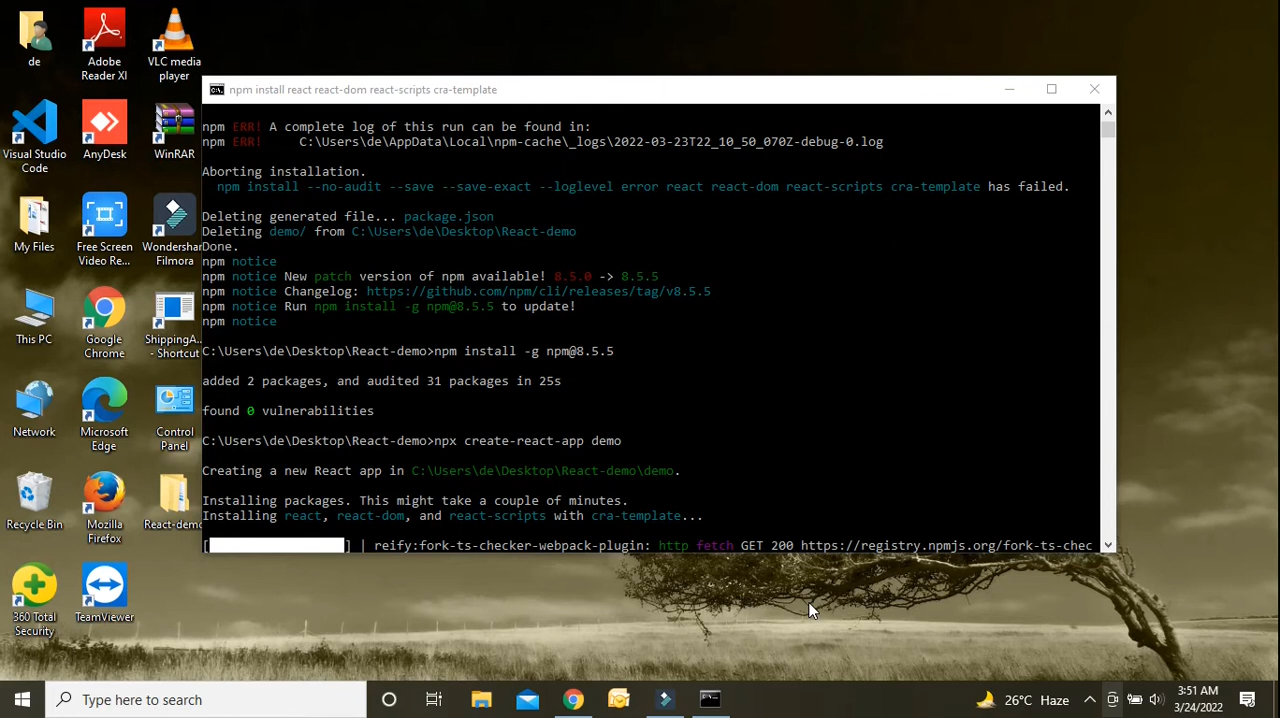 de
Adobe
Reader XI
VLC media
player
Visual Studio
Code
AnyDesk
WinRAR
My Files
Free Screen
Video Re...
Wondershar
Filmora
This PC
Google
Chrome
ShippingA...
- Shortcut
Network
Microsoft
Edge
Control
Panel
Recycle Bin
Mozilla
Firefox
React-demo
360 Total
Security
TeamViewer
npm install react react-dom react-scripts cra-template
npm ERR! A complete log of this run can be found in:
npm ERR!     C:\Users\de\AppData\Local\npm-cache\_logs\2022-03-23T22_10_50_070Z-debug-0.log
Aborting installation.
npm install --no-audit --save --save-exact --loglevel error react react-dom react-scripts cra-template has failed.
Deleting generated file... package.json
Deleting demo/ from C:\Users\de\Desktop\React-demo
Done.
npm notice
npm notice New patch version of npm available! 8.5.0 -> 8.5.5
npm notice Changelog: https://github.com/npm/cli/releases/tag/v8.5.5
npm notice Run npm install -g npm@8.5.5 to update!
npm notice
C:\Users\de\Desktop\React-demo>npm install -g npm@8.5.5
added 2 packages, and audited 31 packages in 25s
found 0 vulnerabilities
C:\Users\de\Desktop\React-demo>npx create-react-app demo
Creating a new React app in C:\Users\de\Desktop\React-demo\demo.
Installing packages. This might take a couple of minutes.
Installing react, react-dom, and react-scripts with cra-template...
[                  ] | reify:fork-ts-checker-webpack-plugin: http fetch GET 200 https://registry.npmjs.org/fork-ts-chec
Type here to search
26°C Haze
3:51 AM
3/24/2022